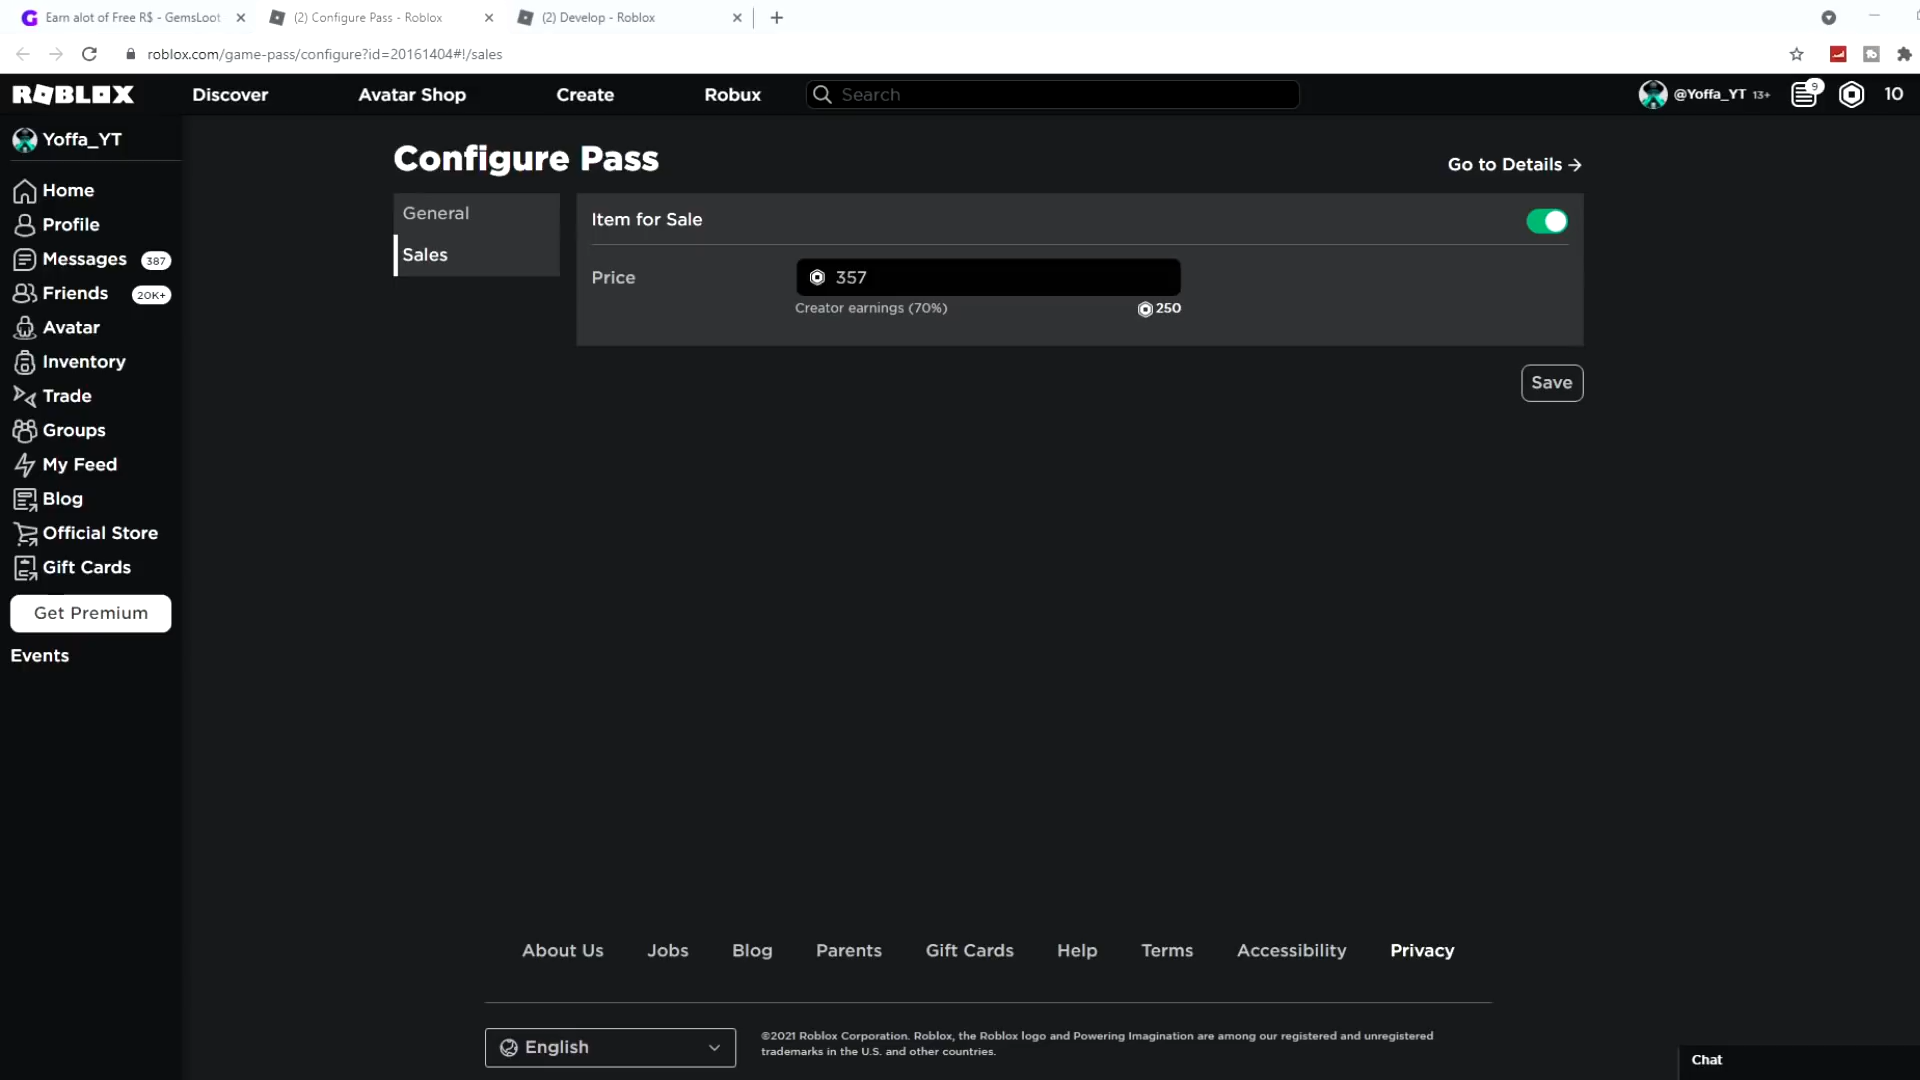 Earn alot of Free R$ - GemsLoot
(2) Configure Pass - Roblox
(2) Develop - Roblox
roblox.com/game-pass/configure?id=20161404#!/sales
ROBLOX
Discover
Avatar Shop
Create
Robux
Search
@Yoffa_YT 13+
9
10
Yoffa_YT
Home
Profile
Messages 387
Friends 20K+
Avatar
Inventory
Trade
Groups
My Feed
Blog
Official Store
Gift Cards
Get Premium
Events
Configure Pass
Go to Details →
General
Sales
Item for Sale
Price
357
Creator earnings (70%)
250
Save
About Us
Jobs
Blog
Parents
Gift Cards
Help
Terms
Accessibility
Privacy
English
©2021 Roblox Corporation. Roblox, the Roblox logo and Powering Imagination are among our registered and unregistered
trademarks in the U.S. and other countries.
Chat